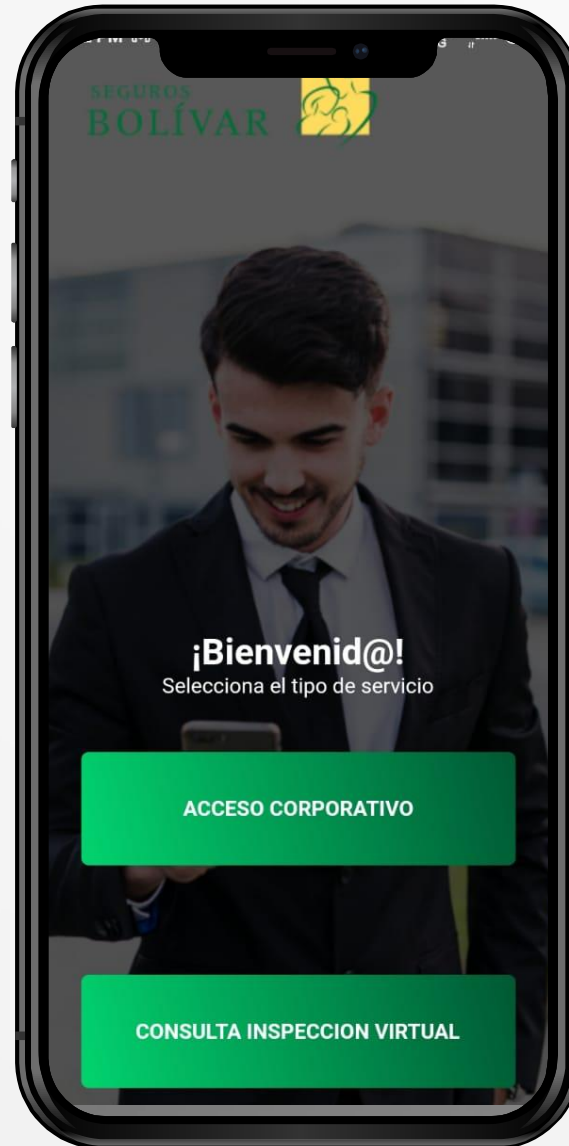 SEGUROS
BOLÍVAR
¡Bienvenid@!
Selecciona el tipo de servicio
ACCESO CORPORATIVO
CONSULTA INSPECCION VIRTUAL